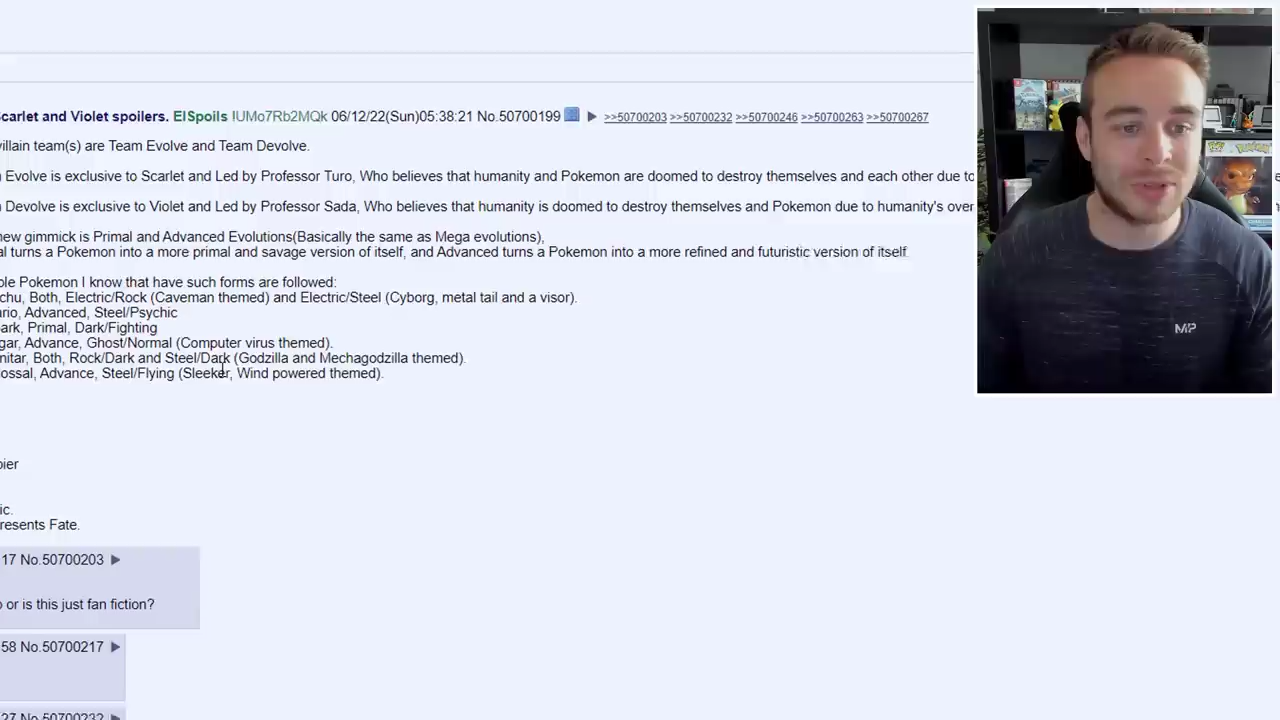 carlet and Violet spoilers. ElSpoils !UMo7Rb2MQk 06/12/22(Sun)05:38:21 No.50700199 ▶ >>50700203 >>50700232 >>50700246 >>50700263 >>50700267
villain team(s) are Team Evolve and Team Devolve.
Evolve is exclusive to Scarlet and Led by Professor Turo, Who believes that humanity and Pokemon are doomed to destroy themselves and each other due to
Devolve is exclusive to Violet and Led by Professor Sada, Who believes that humanity is doomed to destroy themselves and Pokemon due to humanity's over
new gimmick is Primal and Advanced Evolutions(Basically the same as Mega evolutions),
al turns a Pokemon into a more primal and savage version of itself, and Advanced turns a Pokemon into a more refined and futuristic version of itself.
ple Pokemon I know that have such forms are followed:
chu, Both, Electric/Rock (Caveman themed) and Electric/Steel (Cyborg, metal tail and a visor).
rio, Advanced, Steel/Psychic
ark, Primal, Dark/Fighting
gar, Advance, Ghost/Normal (Computer virus themed).
nitar, Both, Rock/Dark and Steel/Dark (Godzilla and Mechagodzilla themed).
ossal, Advance, Steel/Flying (Sleeker, Wind powered themed).
pier
ic.
resents Fate.
17 No.50700203 ▶
o or is this just fan fiction?
58 No.50700217 ▶
27 No.50700232 ▶
MP